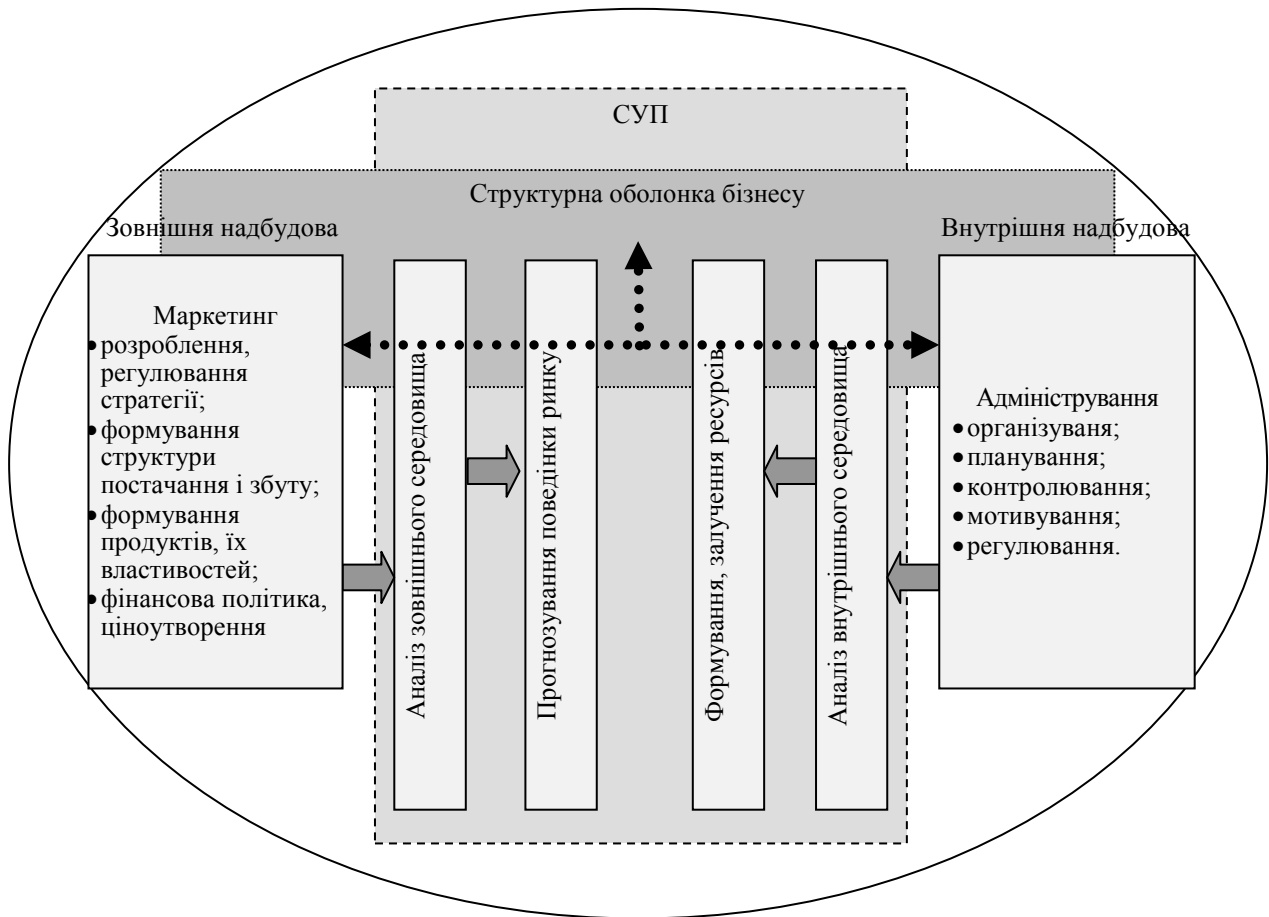 СУП
Структурна оболонка бізнесу
Зовнішня надбудова
Внутрішня надбудова
Маркетинг
•розроблення,
регулювання
стратегії;
•формування
структури
постачання і збуту;
•формування
продуктів, їх
властивостей;
•фінансова політика,
ціноутворення
Аналіз зовнішнього середовища
Прогнозування поведінки ринку
Формування, залучення ресурсів
Аналіз внутрішнього середовища
Адміністрування
•організуваня;
•планування;
•контролювання;
•мотивування;
•регулювання.